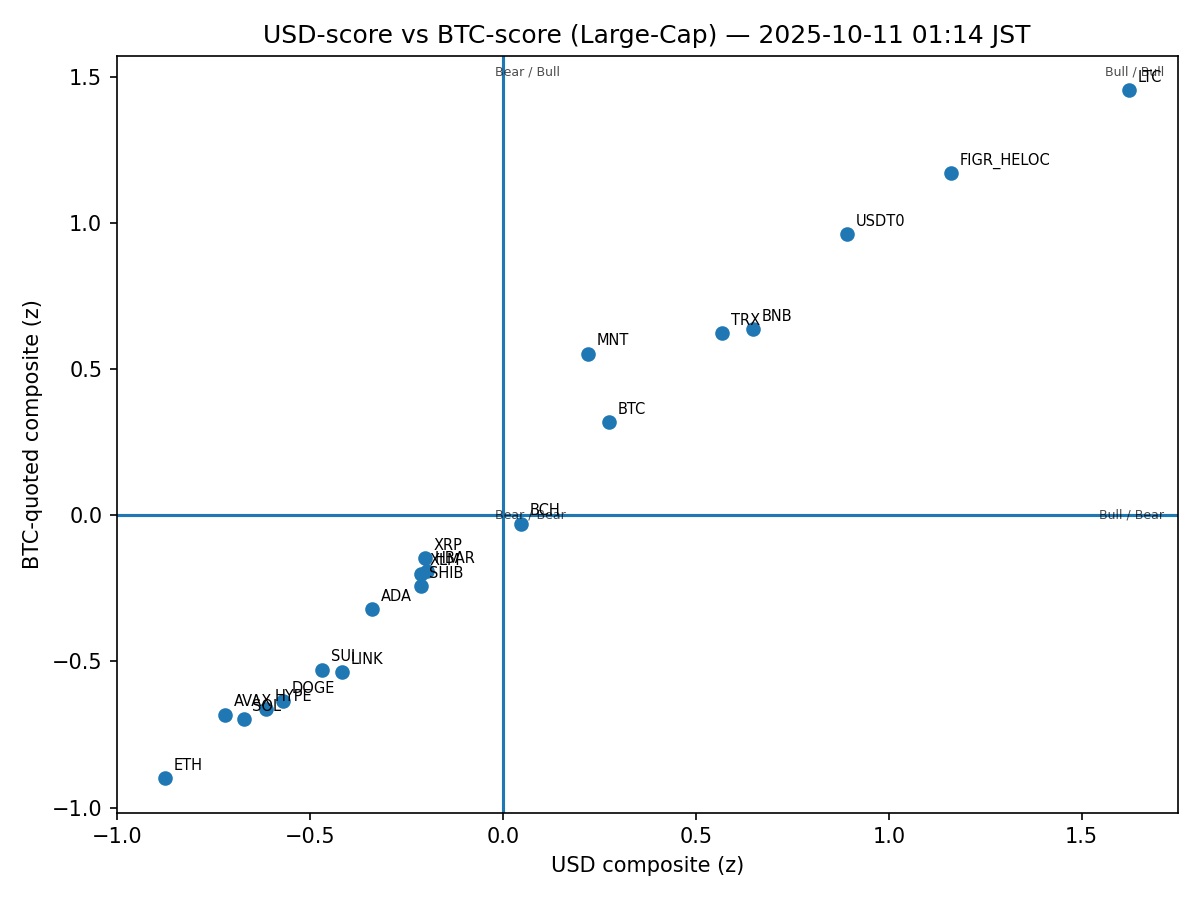 USD-score vs BTC-score (Large-Cap) — 2025-10-11 01:14 JST
Bear / Bull
Bull / Bull
LTC
FIGR_HELOC
USDT0
BNB
TRX
MNT
BTC
BCH
Bear / Bear
Bull / Bear
XRP
HBAR
XLM
SHIB
ADA
SUI
LINK
DOGE
HYPE
AVAX
SOL
ETH
1.5
1.0
0.5
0.0
−0.5
−1.0
BTC-quoted composite (z)
−1.0
−0.5
0.0
0.5
1.0
1.5
USD composite (z)